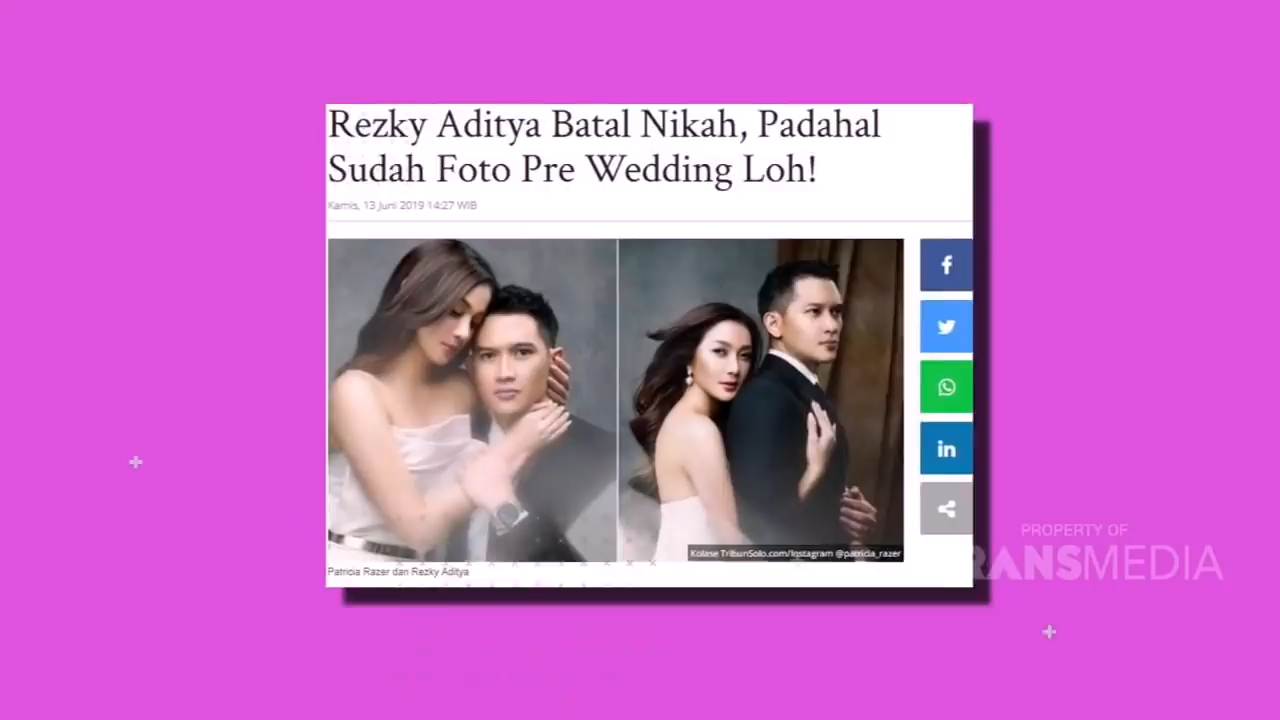 Rezky Aditya Batal Nikah, Padahal
Sudah Foto Pre Wedding Loh!
Kamis, 13 Juni 2019 14:27 WIB
f
in
Kolase TribunSolo.com/Instagram @patricia_razer
Patricia Razer dan Rezky Aditya
PROPERTY OF
RANSMEDIA